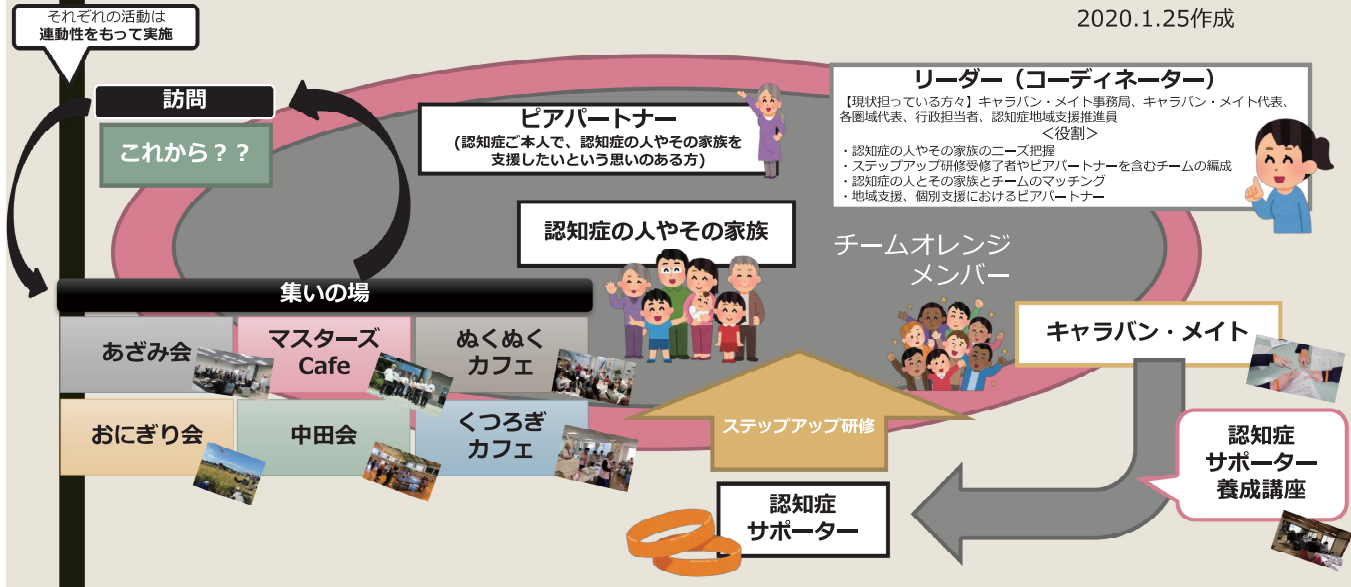 それぞれの活動は
連動性をもって実施
2020.1.25作成
訪問
これから？？
ピアパートナー
(認知症ご本人で、認知症の人やその家族を
支援したいという思いのある方)
リーダー（コーディネーター）
【現状担っている方々】キャラバン・メイト事務局、キャラバン・メイト代表、
各圏域代表、行政担当者、認知症地域支援推進員
＜役割＞
・認知症の人やその家族のニーズ把握
・ステップアップ研修受修了者やピアパートナーを含むチームの編成
・認知症の人とその家族とチームのマッチング
・地域支援、個別支援におけるピアパートナー
認知症の人やその家族
チームオレンジ
メンバー
集いの場
あざみ会
マスターズ
Cafe
ぬくぬく
カフェ
おにぎり会
中田会
くつろぎ
カフェ
キャラバン・メイト
ステップアップ研修
認知症
サポーター
養成講座
認知症
サポーター